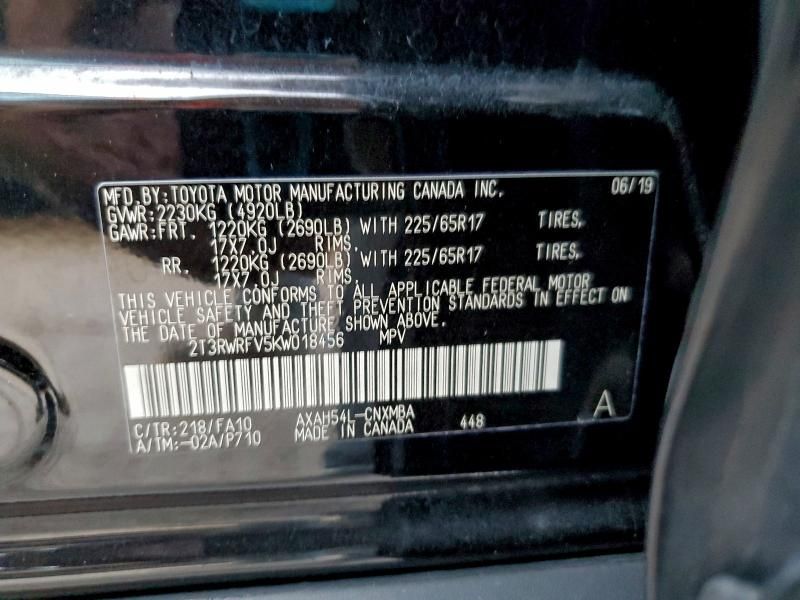 MFD.BY:TOYOTA MOTOR MANUFACTURING CANADA INC. 06/19
GVWR:2230KG (4920LB)
GAWR:FRT. 1220KG (2690LB) WITH 225/65R17 TIRES,
17X7.0J RIMS.
RR. 1220KG (2690LB) WITH 225/65R17 TIRES,
17X7.0J RIMS.
THIS VEHICLE CONFORMS TO ALL APPLICABLE FEDERAL MOTOR
VEHICLE SAFETY AND THEFT PREVENTION STANDARDS IN EFFECT ON
THE DATE OF MANUFACTURE SHOWN ABOVE.
2T3RWRFV5KW018456 MPV
C/TR:218/FA10 AXAH54L-CNXMBA 448 A
A/TM:-02A/P710 MADE IN CANADA